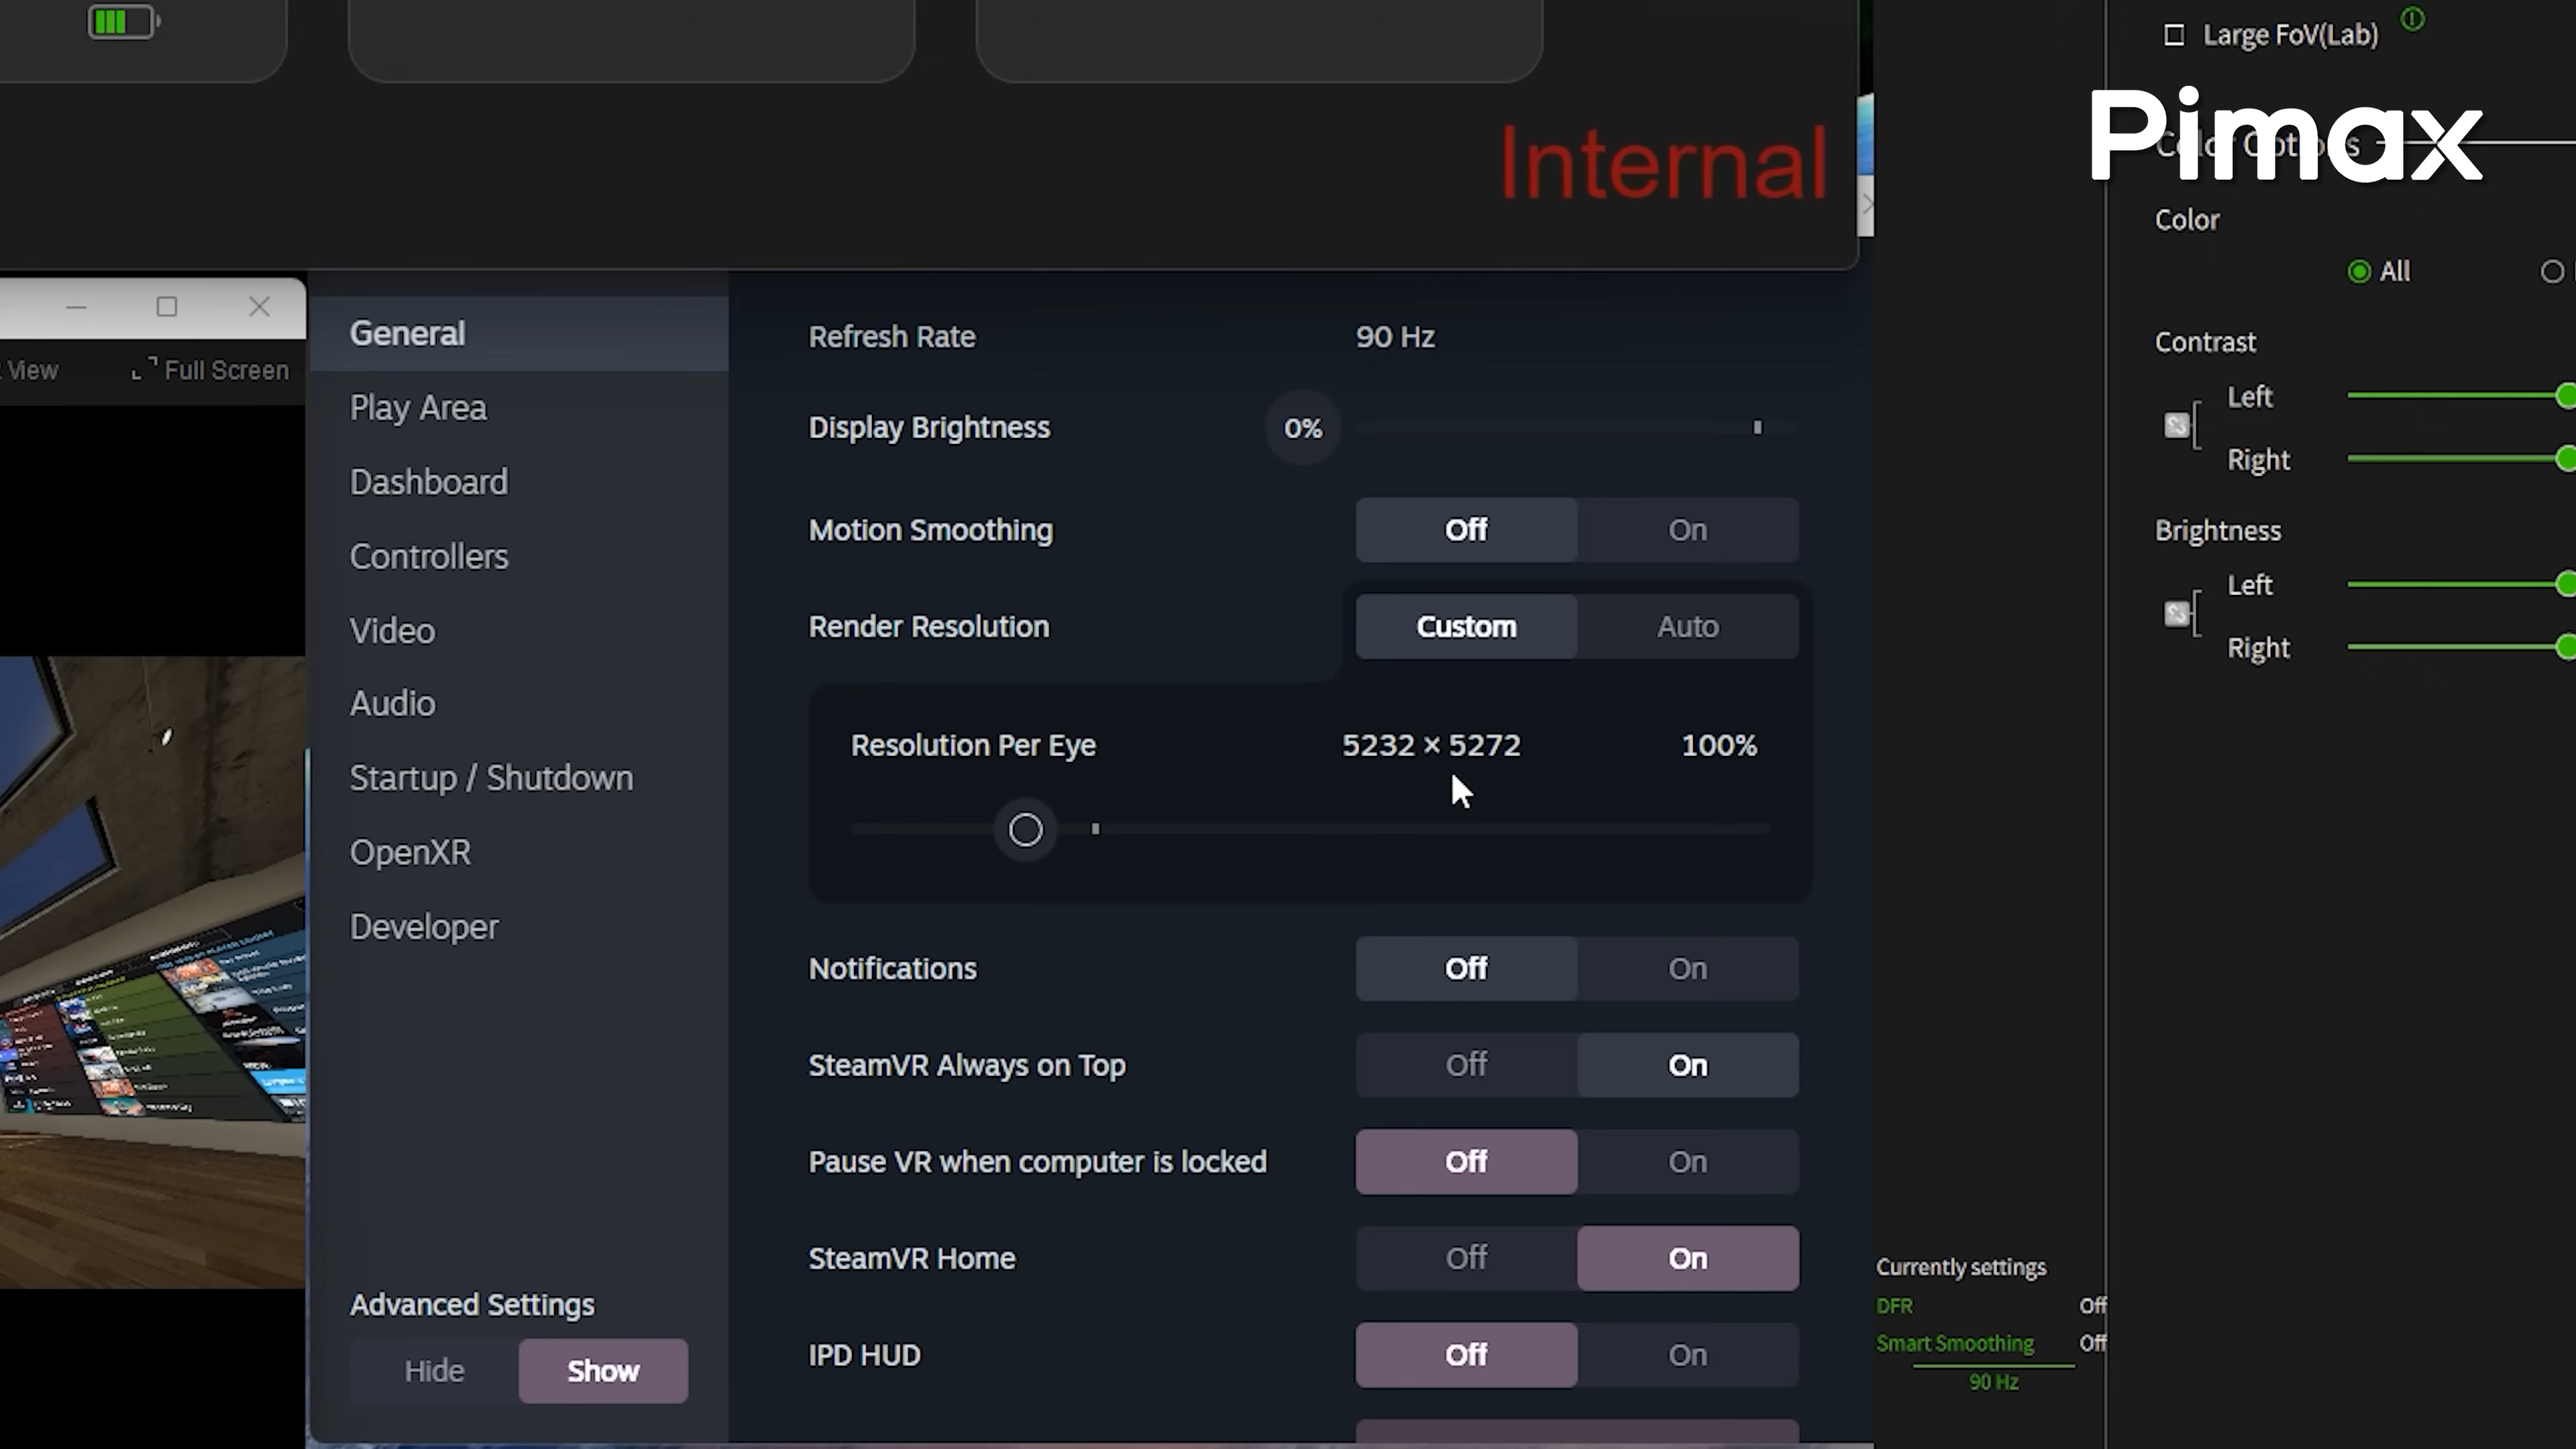 Large FoV(Lab)
Pimax
Internal
Color Options
Color
All
Contrast
Left
Right
Brightness
Left
Right
View
Full Screen
General
Play Area
Dashboard
Controllers
Video
Audio
Startup / Shutdown
OpenXR
Developer
Advanced Settings
Hide Show
Refresh Rate 90 Hz
Display Brightness 0%
Motion Smoothing Off On
Render Resolution Custom Auto
Resolution Per Eye 5232 × 5272 100%
Notifications Off On
SteamVR Always on Top Off On
Pause VR when computer is locked Off On
SteamVR Home Off On
IPD HUD Off On
Currently settings
DFR Off
Smart Smoothing Off
90 Hz